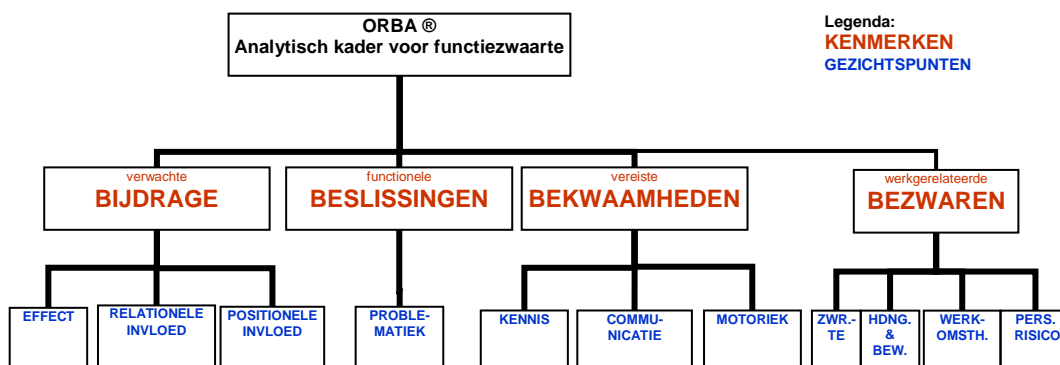 ORBA ®
Analytisch kader voor functiezwaarte
Legenda:
KENMERKEN
GEZICHTSPUNTEN
verwachte
BIJDRAGE
functionele
BESLISSINGEN
vereiste
BEKWAAMHEDEN
werkgerelateerde
BEZWAREN
EFFECT
RELATIONELE
INVLOED
POSITIONELE
INVLOED
PROBLE-
MATIEK
KENNIS
COMMU-
NICATIE
MOTORIEK
ZWR.-
TE
HDNG.
&
BEW.
WERK-
OMSTH.
PERS.
RISICO